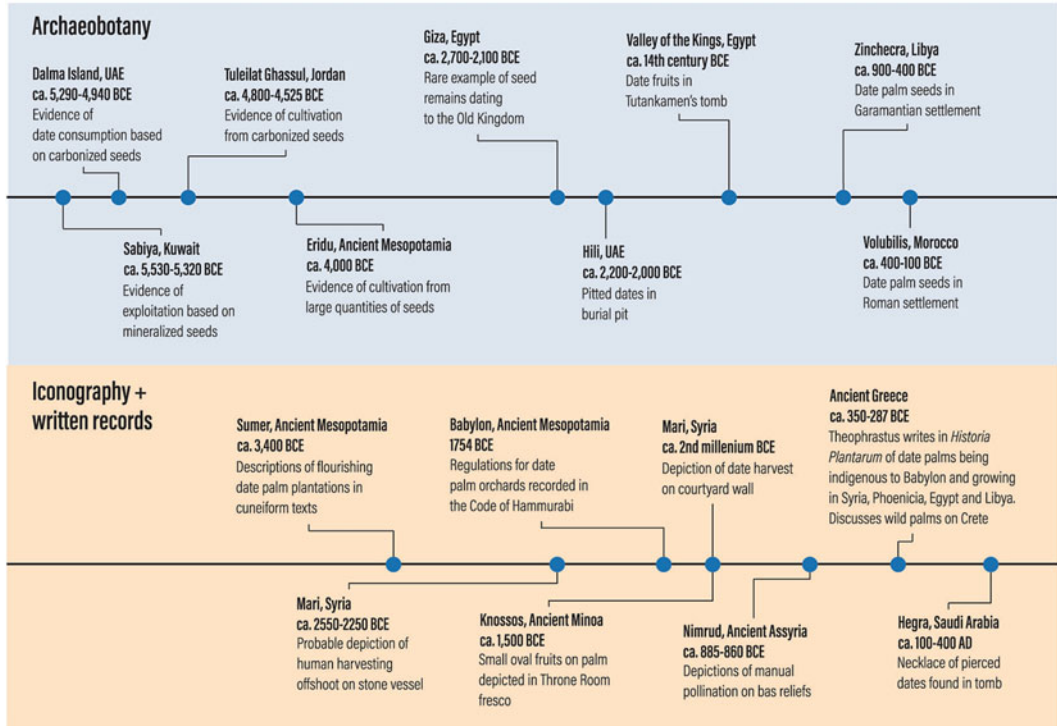 Archaeobotany
Dalma Island, UAE
ca. 5,290-4,940 BCE
Evidence of
date consumption based
on carbonized seeds
Tuleilat Ghassul, Jordan
ca. 4,800-4,525 BCE
Evidence of cultivation
from carbonized seeds
Giza, Egypt
ca. 2,700-2,100 BCE
Rare example of seed
remains dating
to the Old Kingdom
Valley of the Kings, Egypt
ca. 14th century BCE
Date fruits in
Tutankamen's tomb
Zinchecra, Libya
ca. 900-400 BCE
Date palm seeds in
Garamantian settlement
Sabiya, Kuwait
ca. 5,530-5,320 BCE
Evidence of
exploitation based on
mineralized seeds
Eridu, Ancient Mesopotamia
ca. 4,000 BCE
Evidence of cultivation from
large quantities of seeds
Hili, UAE
ca. 2,200-2,000 BCE
Pitted dates in
burial pit
Volubilis, Morocco
ca. 400-100 BCE
Date palm seeds in
Roman settlement
Iconography +
written records
Sumer, Ancient Mesopotamia
ca. 3,400 BCE
Descriptions of flourishing
date palm plantations in
cuneiform texts
Babylon, Ancient Mesopotamia
1754 BCE
Regulations for date
palm orchards recorded in
the Code of Hammurabi
Mari, Syria
ca. 2nd millenium BCE
Depiction of date harvest
on courtyard wall
Ancient Greece
ca. 350-287 BCE
Theophrastus writes in Historia
Plantarum of date palms being
indigenous to Babylon and growing
in Syria, Phoenicia, Egypt and Libya.
Discusses wild palms on Crete
Mari, Syria
ca. 2550-2250 BCE
Probable depiction of
human harvesting
offshoot on stone vessel
Knossos, Ancient Minoa
ca. 1,500 BCE
Small oval fruits on palm
depicted in Throne Room
fresco
Nimrud, Ancient Assyria
ca. 885-860 BCE
Depictions of manual
pollination on bas reliefs
Hegra, Saudi Arabia
ca. 100-400 AD
Necklace of pierced
dates found in tomb